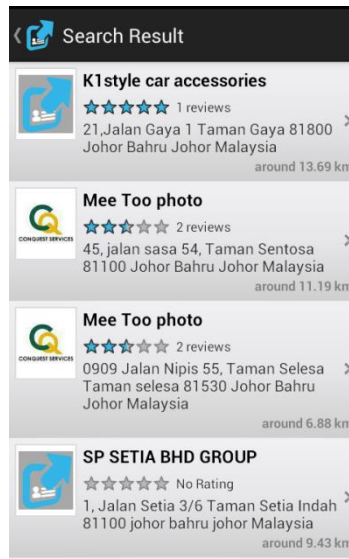 Search Result
K1style car accessories
1 reviews
21,Jalan Gaya 1 Taman Gaya 81800
Johor Bahru Johor Malaysia
around 13.69 km
CONQUEST SERVICES
Mee Too photo
2 reviews
45, jalan sasa 54, Taman Sentosa
81100 Johor Bahru Johor Malaysia
around 11.19 km
CONQUEST SERVICES
Mee Too photo
2 reviews
0909 Jalan Nipis 55, Taman Selesa
Taman selesa 81530 Johor Bahru
Johor Malaysia
around 6.88 km
SP SETIA BHD GROUP
No Rating
1, Jalan Setia 3/6 Taman Setia Indah
81100 johor bahru johor Malaysia
around 9.43 km